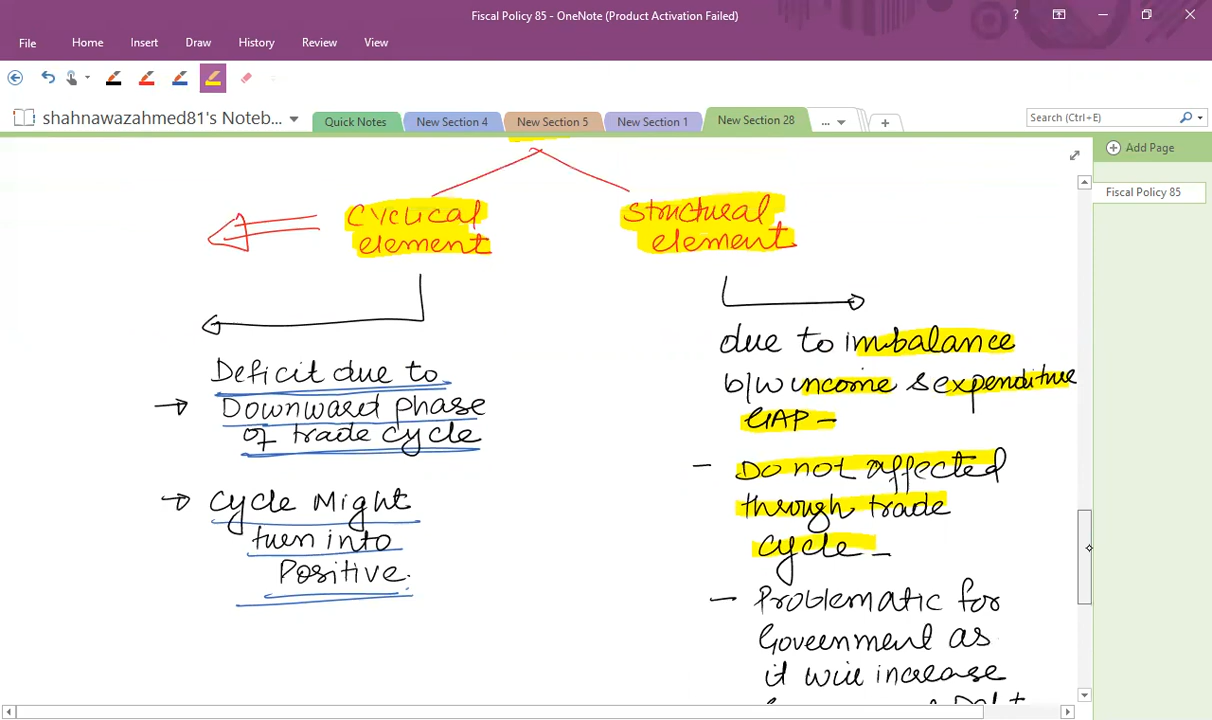 Fiscal Policy 85 - OneNote (Product Activation Failed)
File Home Insert Draw History Review View
shahnawazahmed81's Noteb...
Quick Notes New Section 4 New Section 5 New Section 1 New Section 28 ...
Search (Ctrl+E)
Add Page
Fiscal Policy 85
Cyclical
element
Structural
element
Deficit due to
Downward phase
of trade cycle
Cycle Might
turn into
Positive.
due to imbalance
b/w income & expenditure
GAP -
- Do not affected
through trade
cycle -
- Problematic for
Government as
it will increase